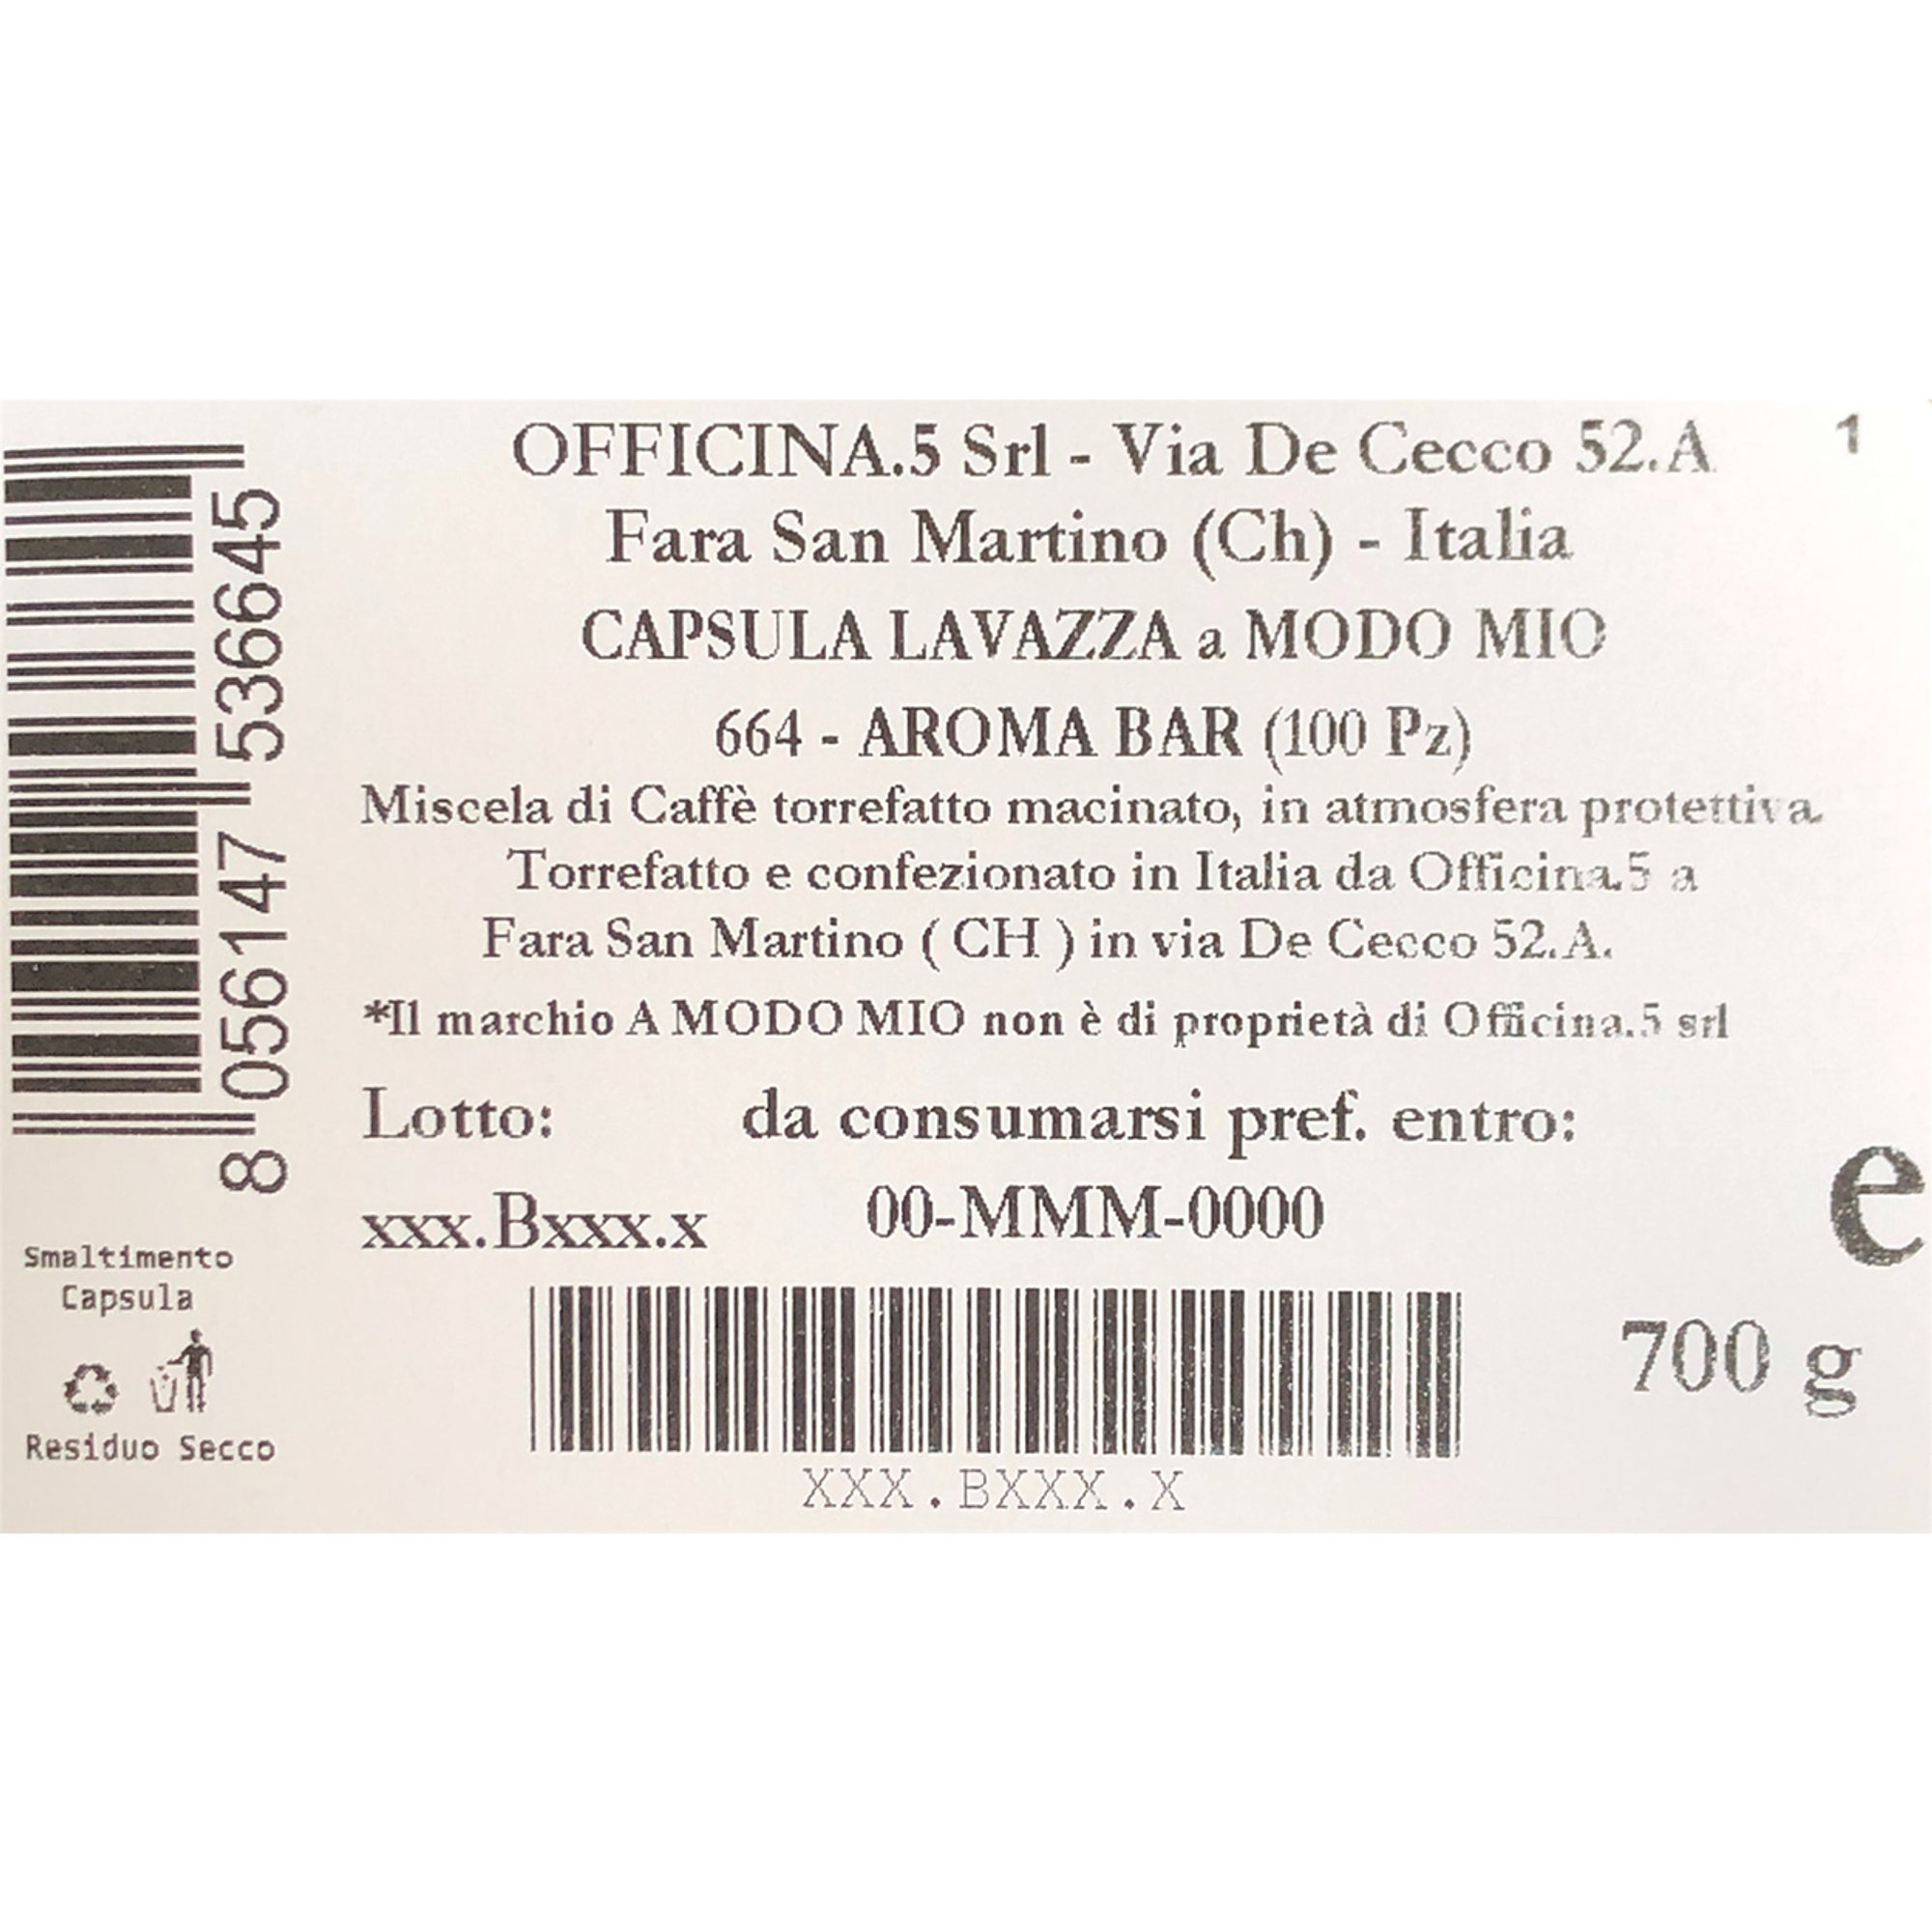 OFFICINA.5 Srl - Via De Cecco 52.A
1
Fara San Martino (Ch) - Italia
CAPSULA LAVAZZA a MODO MIO
664 - AROMA BAR (100 Pz)
Miscela di Caffè torrefatto macinato, in atmosfera protettiva.
Torrefatto e confezionato in Italia da Officina.5 a
Fara San Martino ( CH ) in via De Cecco 52.A.
*Il marchio A MODO MIO non è di proprietà di Officina.5 srl
Lotto: da consumarsi pref. entro:
xxx.Bxxx.x 00-MMM-0000
e
700 g
XXX.BXXX.X
8 056147 536645
Smaltimento
Capsula
Residuo Secco